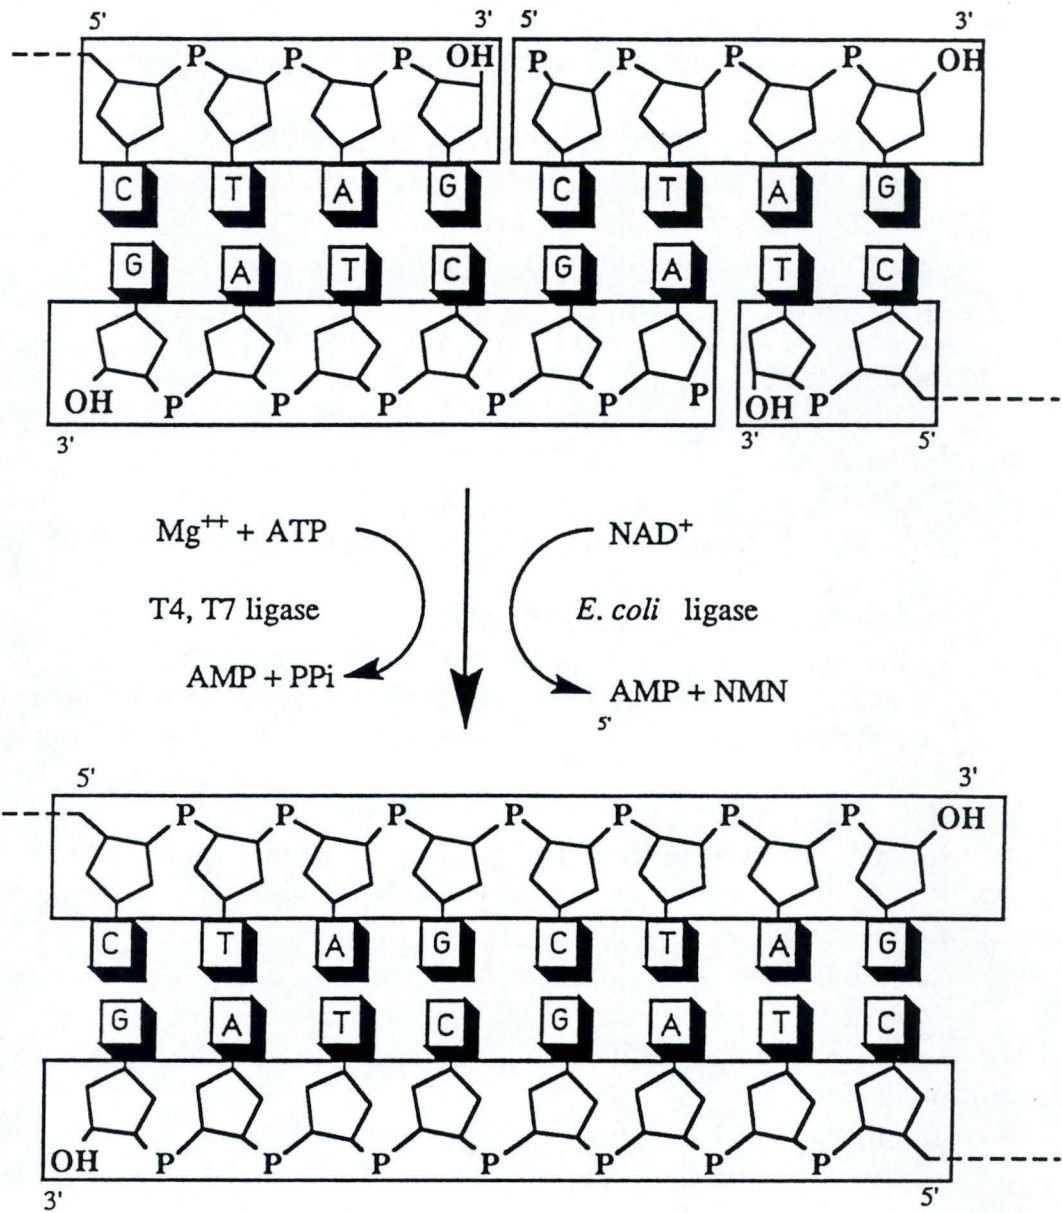 5' 3' 5' 3'
P P P OH P P P P OH
C T A G C T A G
G A T C G A T C
OH P P P P P P OH P
3' 3' 5'
Mg++ + ATP NAD+
T4, T7 ligase E. coli ligase
AMP + PPi AMP + NMN
5'
5' 3'
P P P P P P P OH
C T A G C T A G
G A T C G A T C
OH P P P P P P P
3' 5'